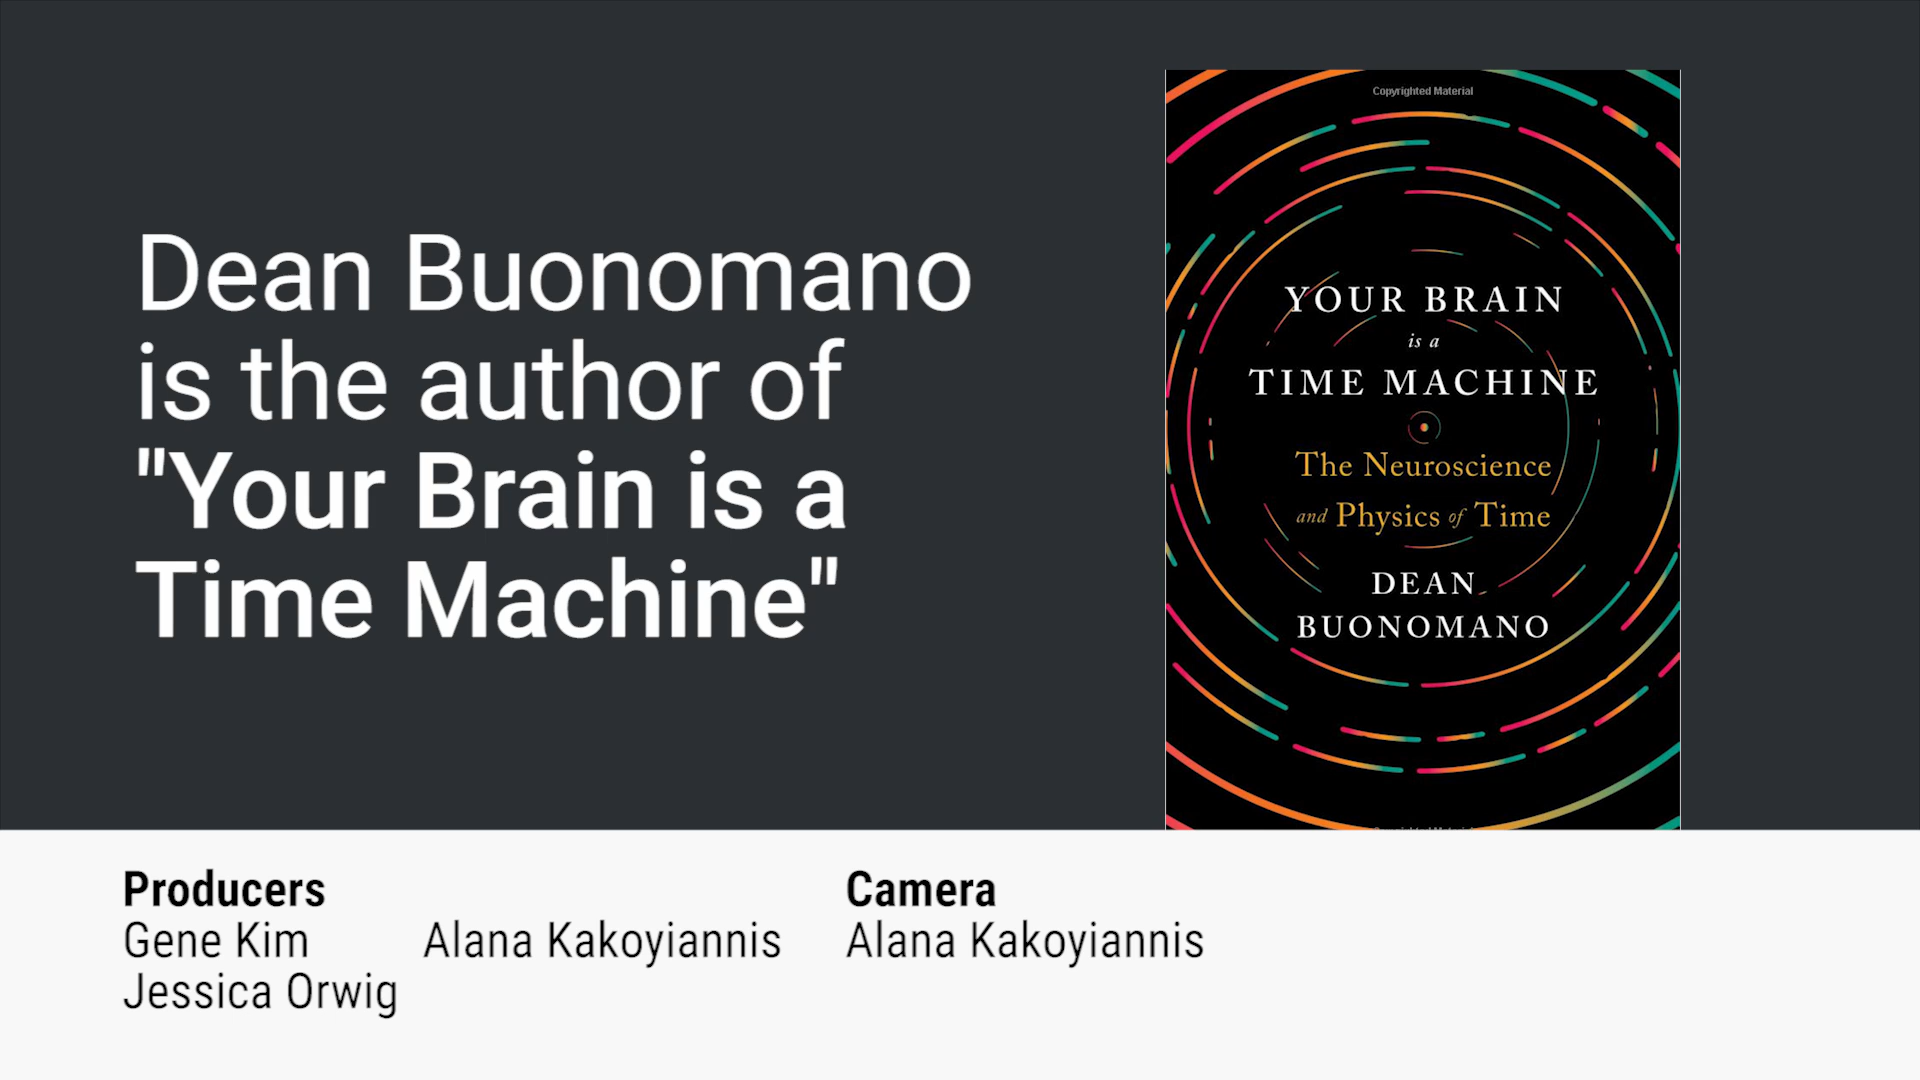 Dean Buonomano
is the author of
"Your Brain is a
Time Machine"
Copyrighted Material
YOUR BRAIN
is a
TIME MACHINE
The Neuroscience
and Physics of Time
DEAN
BUONOMANO
Producers
Gene Kim
Jessica Orwig
Alana Kakoyiannis
Camera
Alana Kakoyiannis